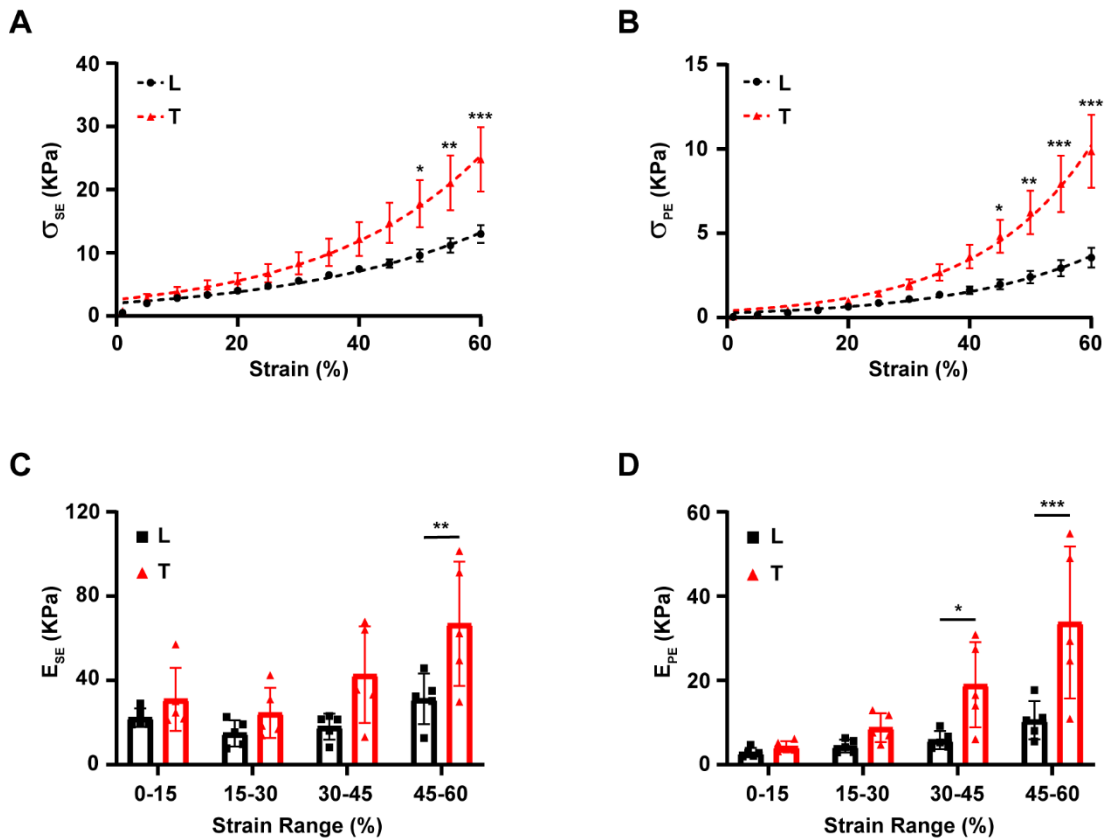 A
40
30
20
10
0
σSE (KPa)
L
T
*
**
***
0
20
40
60
Strain (%)
B
15
10
5
0
σPE (KPa)
L
T
*
**
***
***
0
20
40
60
Strain (%)
C
120
80
40
0
ESE (KPa)
L
T
**
0-15
15-30
30-45
45-60
Strain Range (%)
D
60
40
20
0
EPE (KPa)
L
T
*
***
0-15
15-30
30-45
45-60
Strain Range (%)